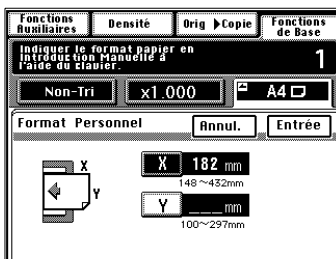 Fonctions Auxiliaires
Densité
Orig ▶Copie
Fonctions de Base
Indiquer le format papier en
Introduction Manuelle à
l'aide du clavier.
1
Non-Tri
x1.000
A4
Format Personnel
Annul.
Entrée
X
Y
X 182 mm
148~432mm
Y ___mm
100~297mm